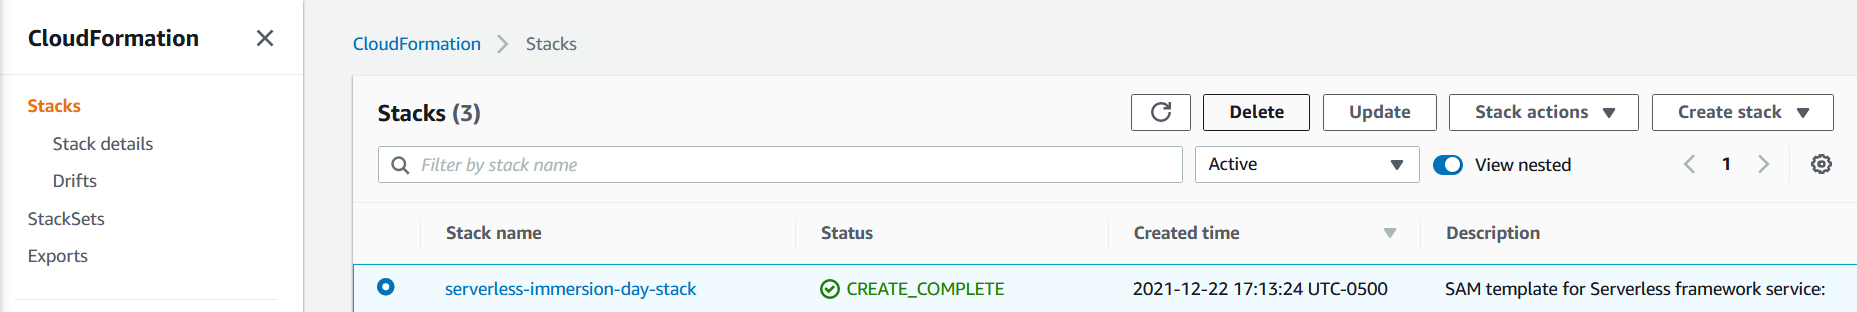 CloudFormation
Stacks
Stack details
Drifts
StackSets
Exports
CloudFormation > Stacks
Stacks (3)
Delete
Update
Stack actions
Create stack
Filter by stack name
Active
View nested
1
Stack name Status Created time Description
serverless-immersion-day-stack CREATE_COMPLETE 2021-12-22 17:13:24 UTC-0500 SAM template for Serverless framework service: